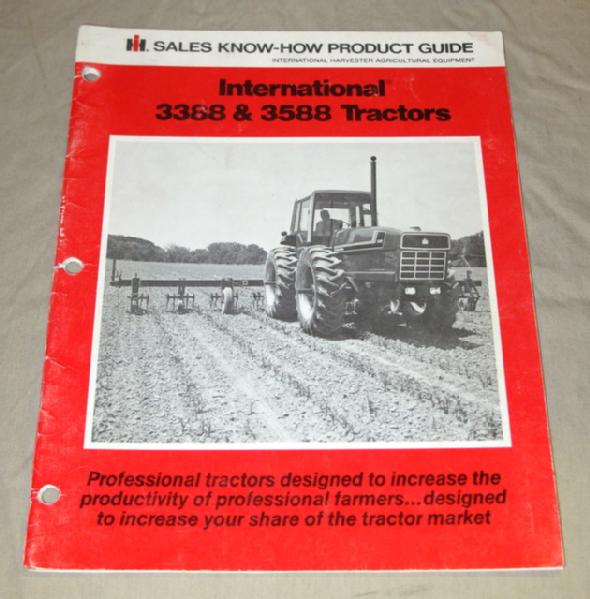 IH. SALES KNOW-HOW PRODUCT GUIDE
INTERNATIONAL HARVESTER AGRICULTURAL EQUIPMENT
International®
3388 & 3588 Tractors
Professional tractors designed to increase the
productivity of professional farmers...designed
to increase your share of the tractor market